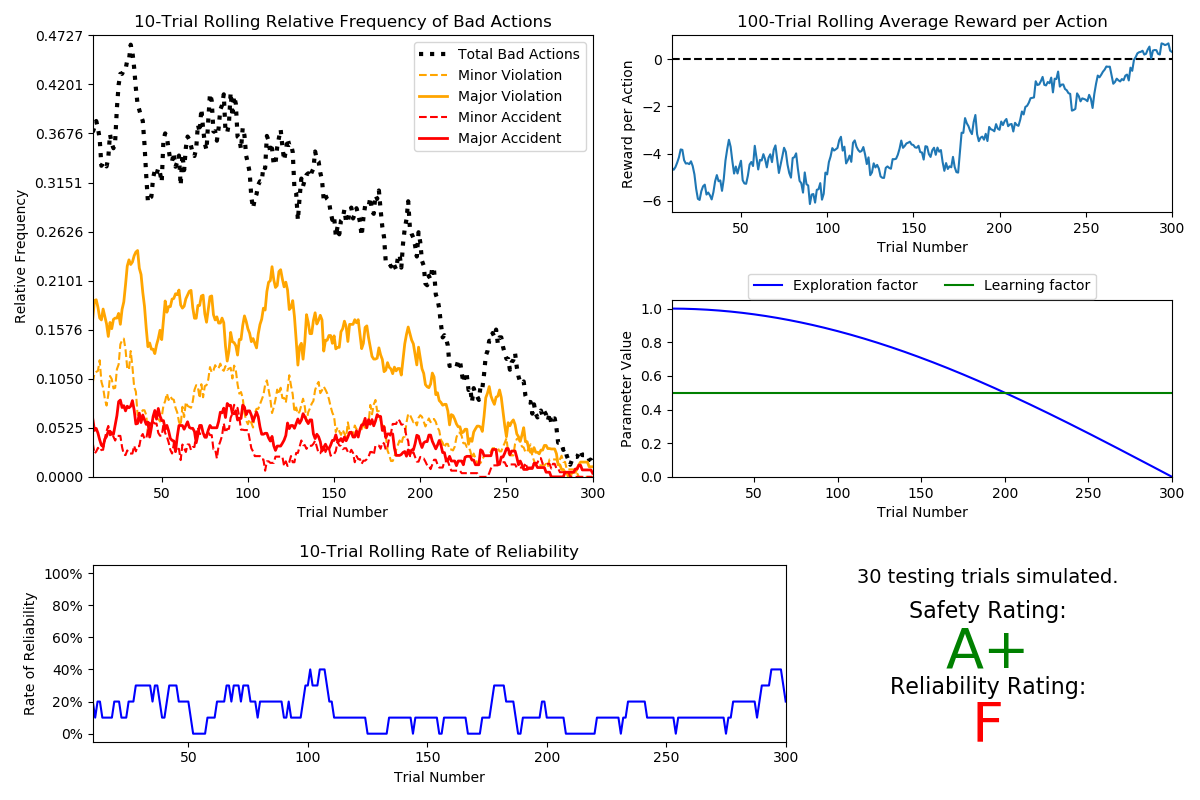 10-Trial Rolling Relative Frequency of Bad Actions
0.4727
0.4201
0.3676
0.3151
0.2626
0.2101
0.1576
0.1050
0.0525
0.0000
Relative Frequency
Total Bad Actions
Minor Violation
Major Violation
Minor Accident
Major Accident
50 100 150 200 250 300
Trial Number
100-Trial Rolling Average Reward per Action
0
−2
−4
−6
Reward per Action
50 100 150 200 250 300
Trial Number
Exploration factor Learning factor
1.0
0.8
0.6
0.4
0.2
0.0
Parameter Value
50 100 150 200 250 300
Trial Number
10-Trial Rolling Rate of Reliability
100%
80%
60%
40%
20%
0%
Rate of Reliability
50 100 150 200 250 300
Trial Number
30 testing trials simulated.
Safety Rating:
A+
Reliability Rating:
F